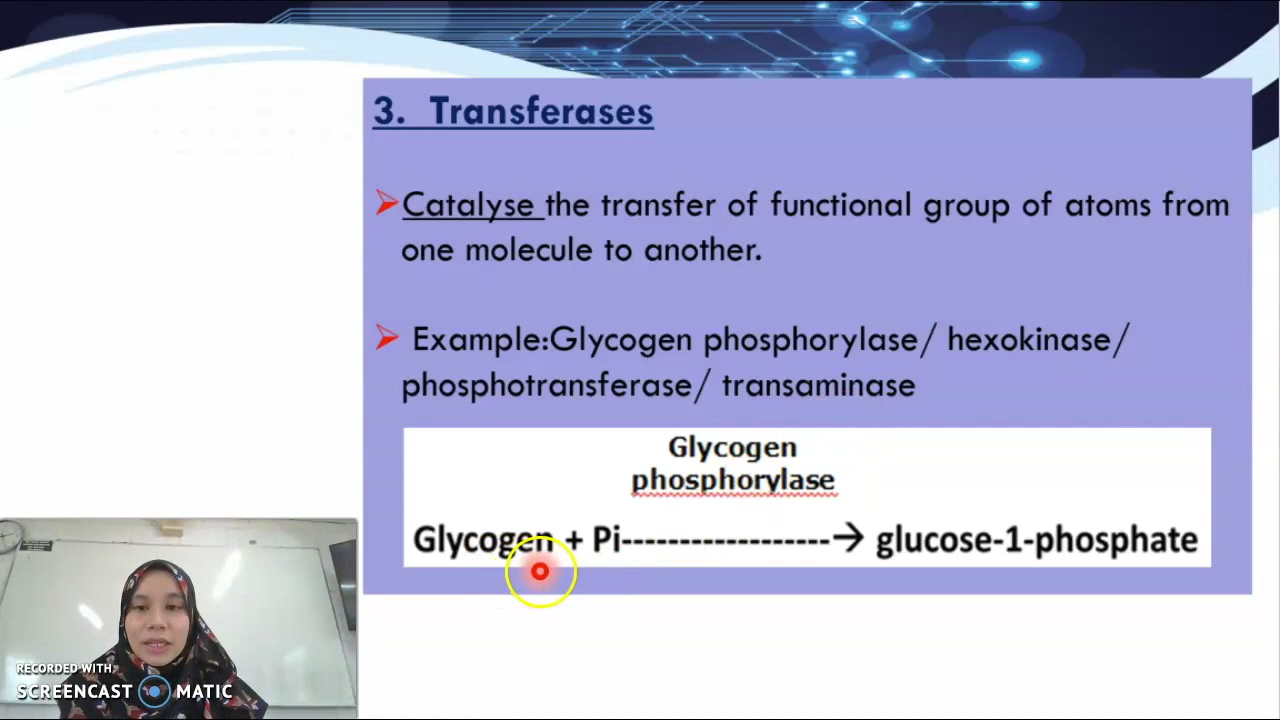 3. Transferases
Catalyse the transfer of functional group of atoms from
one molecule to another.
Example:Glycogen phosphorylase/ hexokinase/
phosphotransferase/ transaminase
Glycogen
phosphorylase
Glycogen + Pi------------------→ glucose-1-phosphate
RECORDED WITH
SCREENCAST MATIC